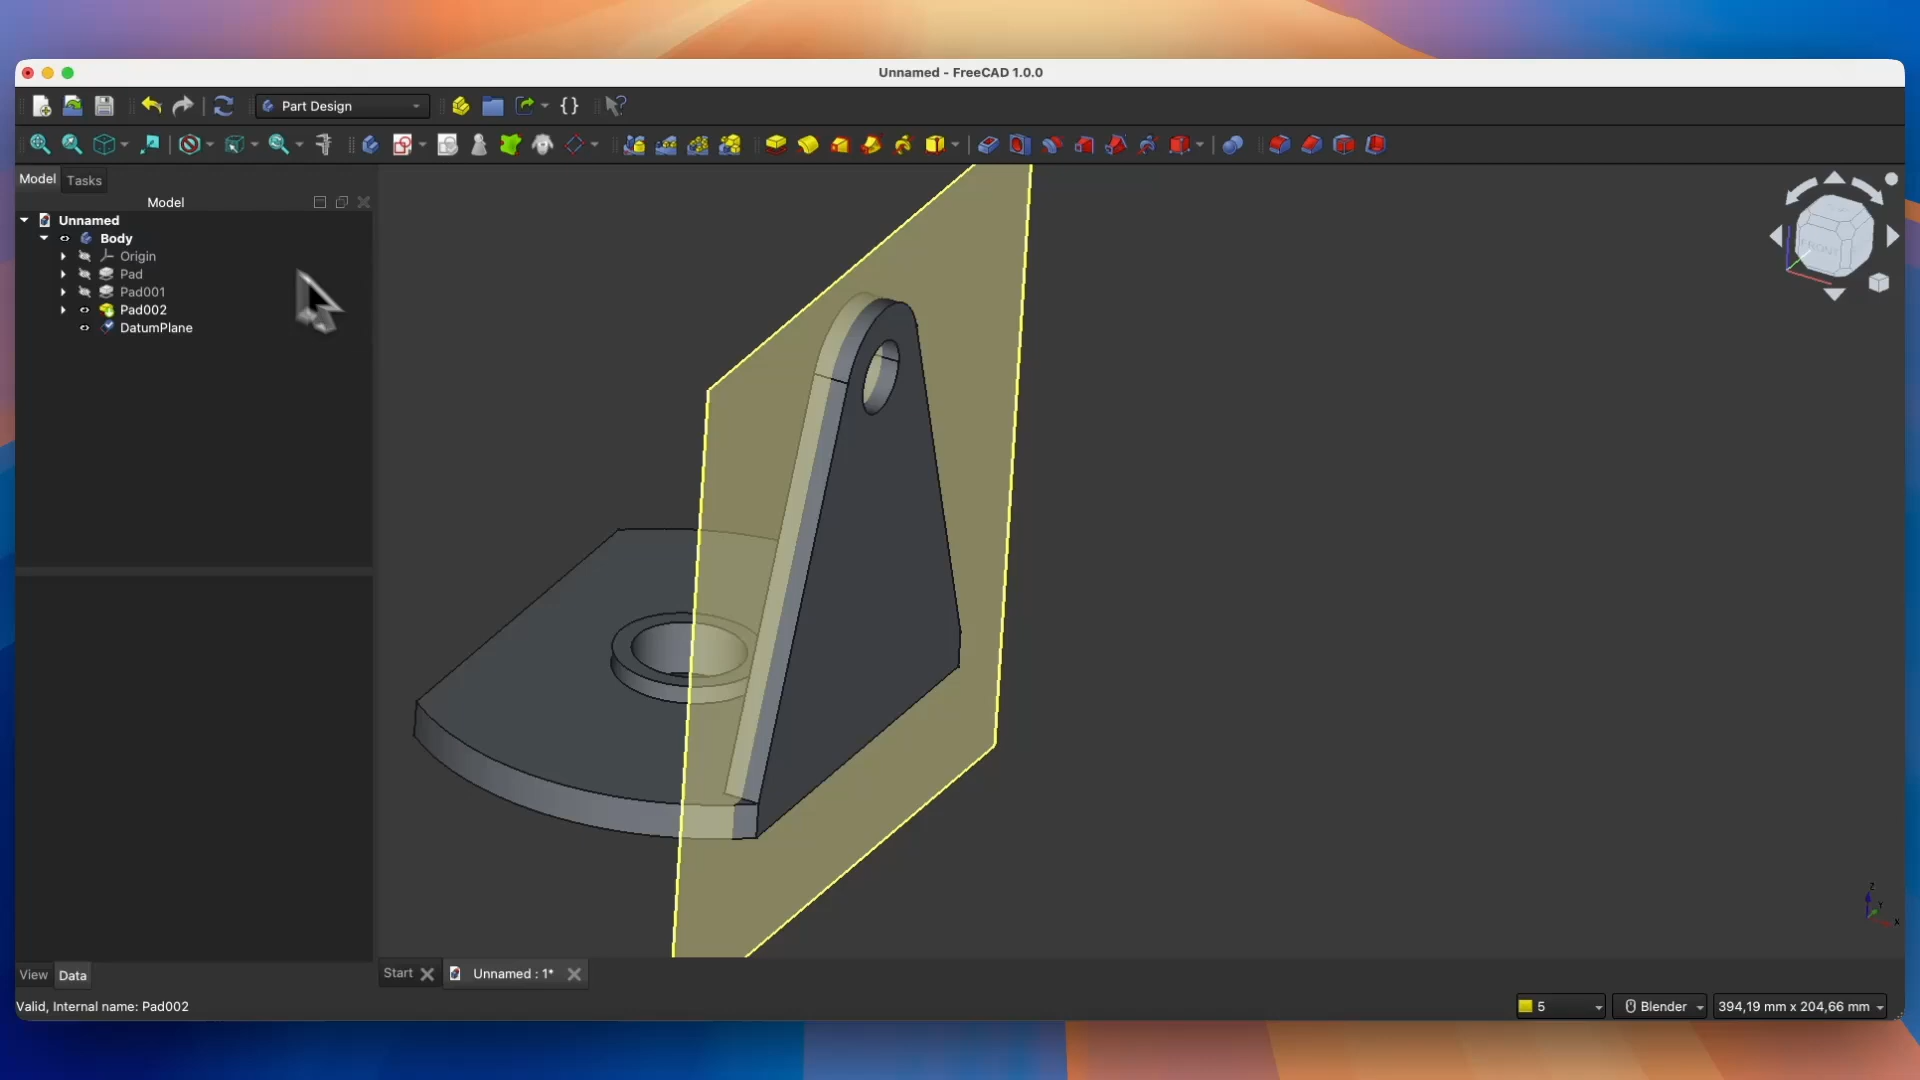 Unnamed - FreeCAD 1.0.0
Part Design
Model
Tasks
Model
Unnamed
Body
Origin
Pad
Pad001
Pad002
DatumPlane
FRONT
Z
Y
X
View
Data
Start
Unnamed : 1*
Valid, Internal name: Pad002
5
Blender
394,19 mm x 204,66 mm